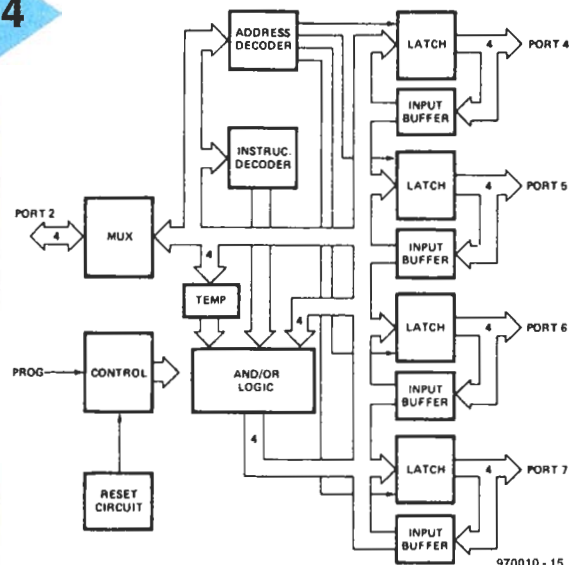 4
ADDRESS
DECODER
LATCH
4
PORT 4
INPUT
BUFFER
INSTRUC.
DECODER
LATCH
4
PORT 5
PORT 2
4
MUX
INPUT
BUFFER
4
TEMP
4
LATCH
4
PORT 6
PROG
CONTROL
AND/OR
LOGIC
INPUT
BUFFER
4
LATCH
4
PORT 7
RESET
CIRCUIT
INPUT
BUFFER
970010 - 15